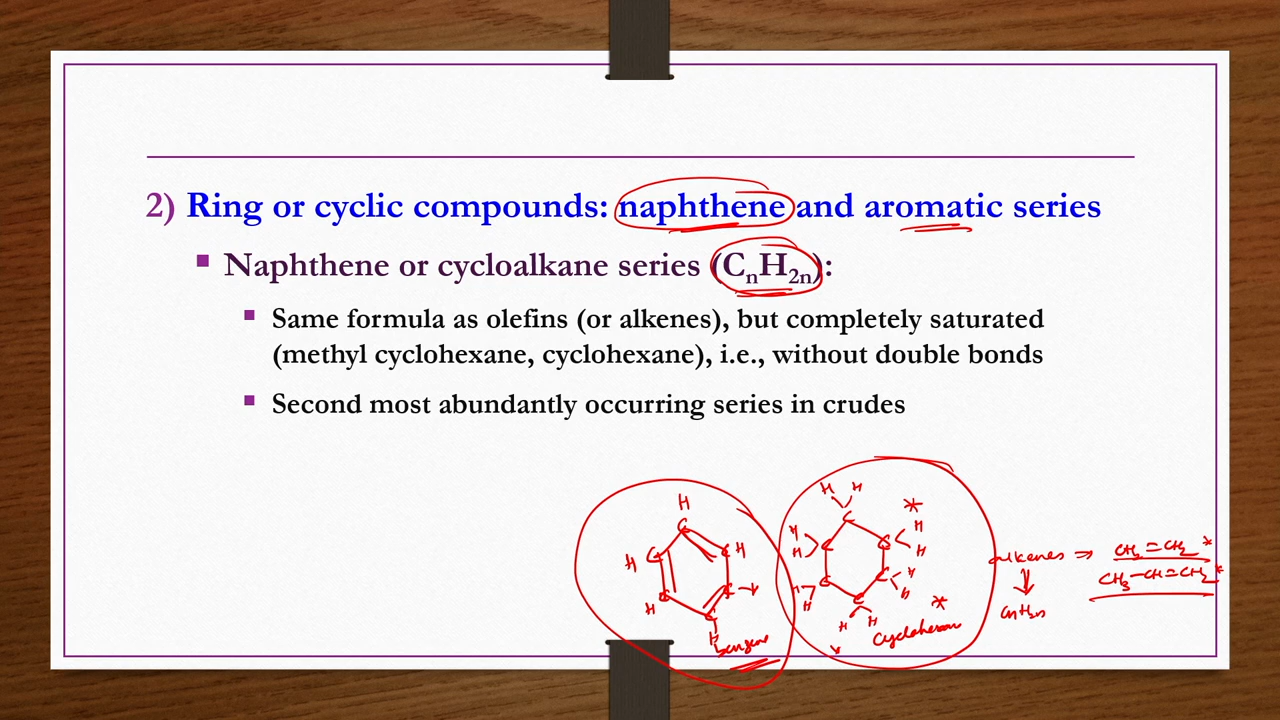 2) Ring or cyclic compounds: naphthene and aromatic series
▪ Naphthene or cycloalkane series (CₙH₂ₙ):
▪ Same formula as olefins (or alkenes), but completely saturated
(methyl cyclohexane, cyclohexane), i.e., without double bonds
▪ Second most abundantly occurring series in crudes
H
C
H C C H
H C C
C
H
benzene
H H
C
H H C C H H
H H C C H H
C
H H
Cyclohexane
alkenes ⇒ CH₂=CH₂ *
CH₃-CH=CH₂ *
CnH2n